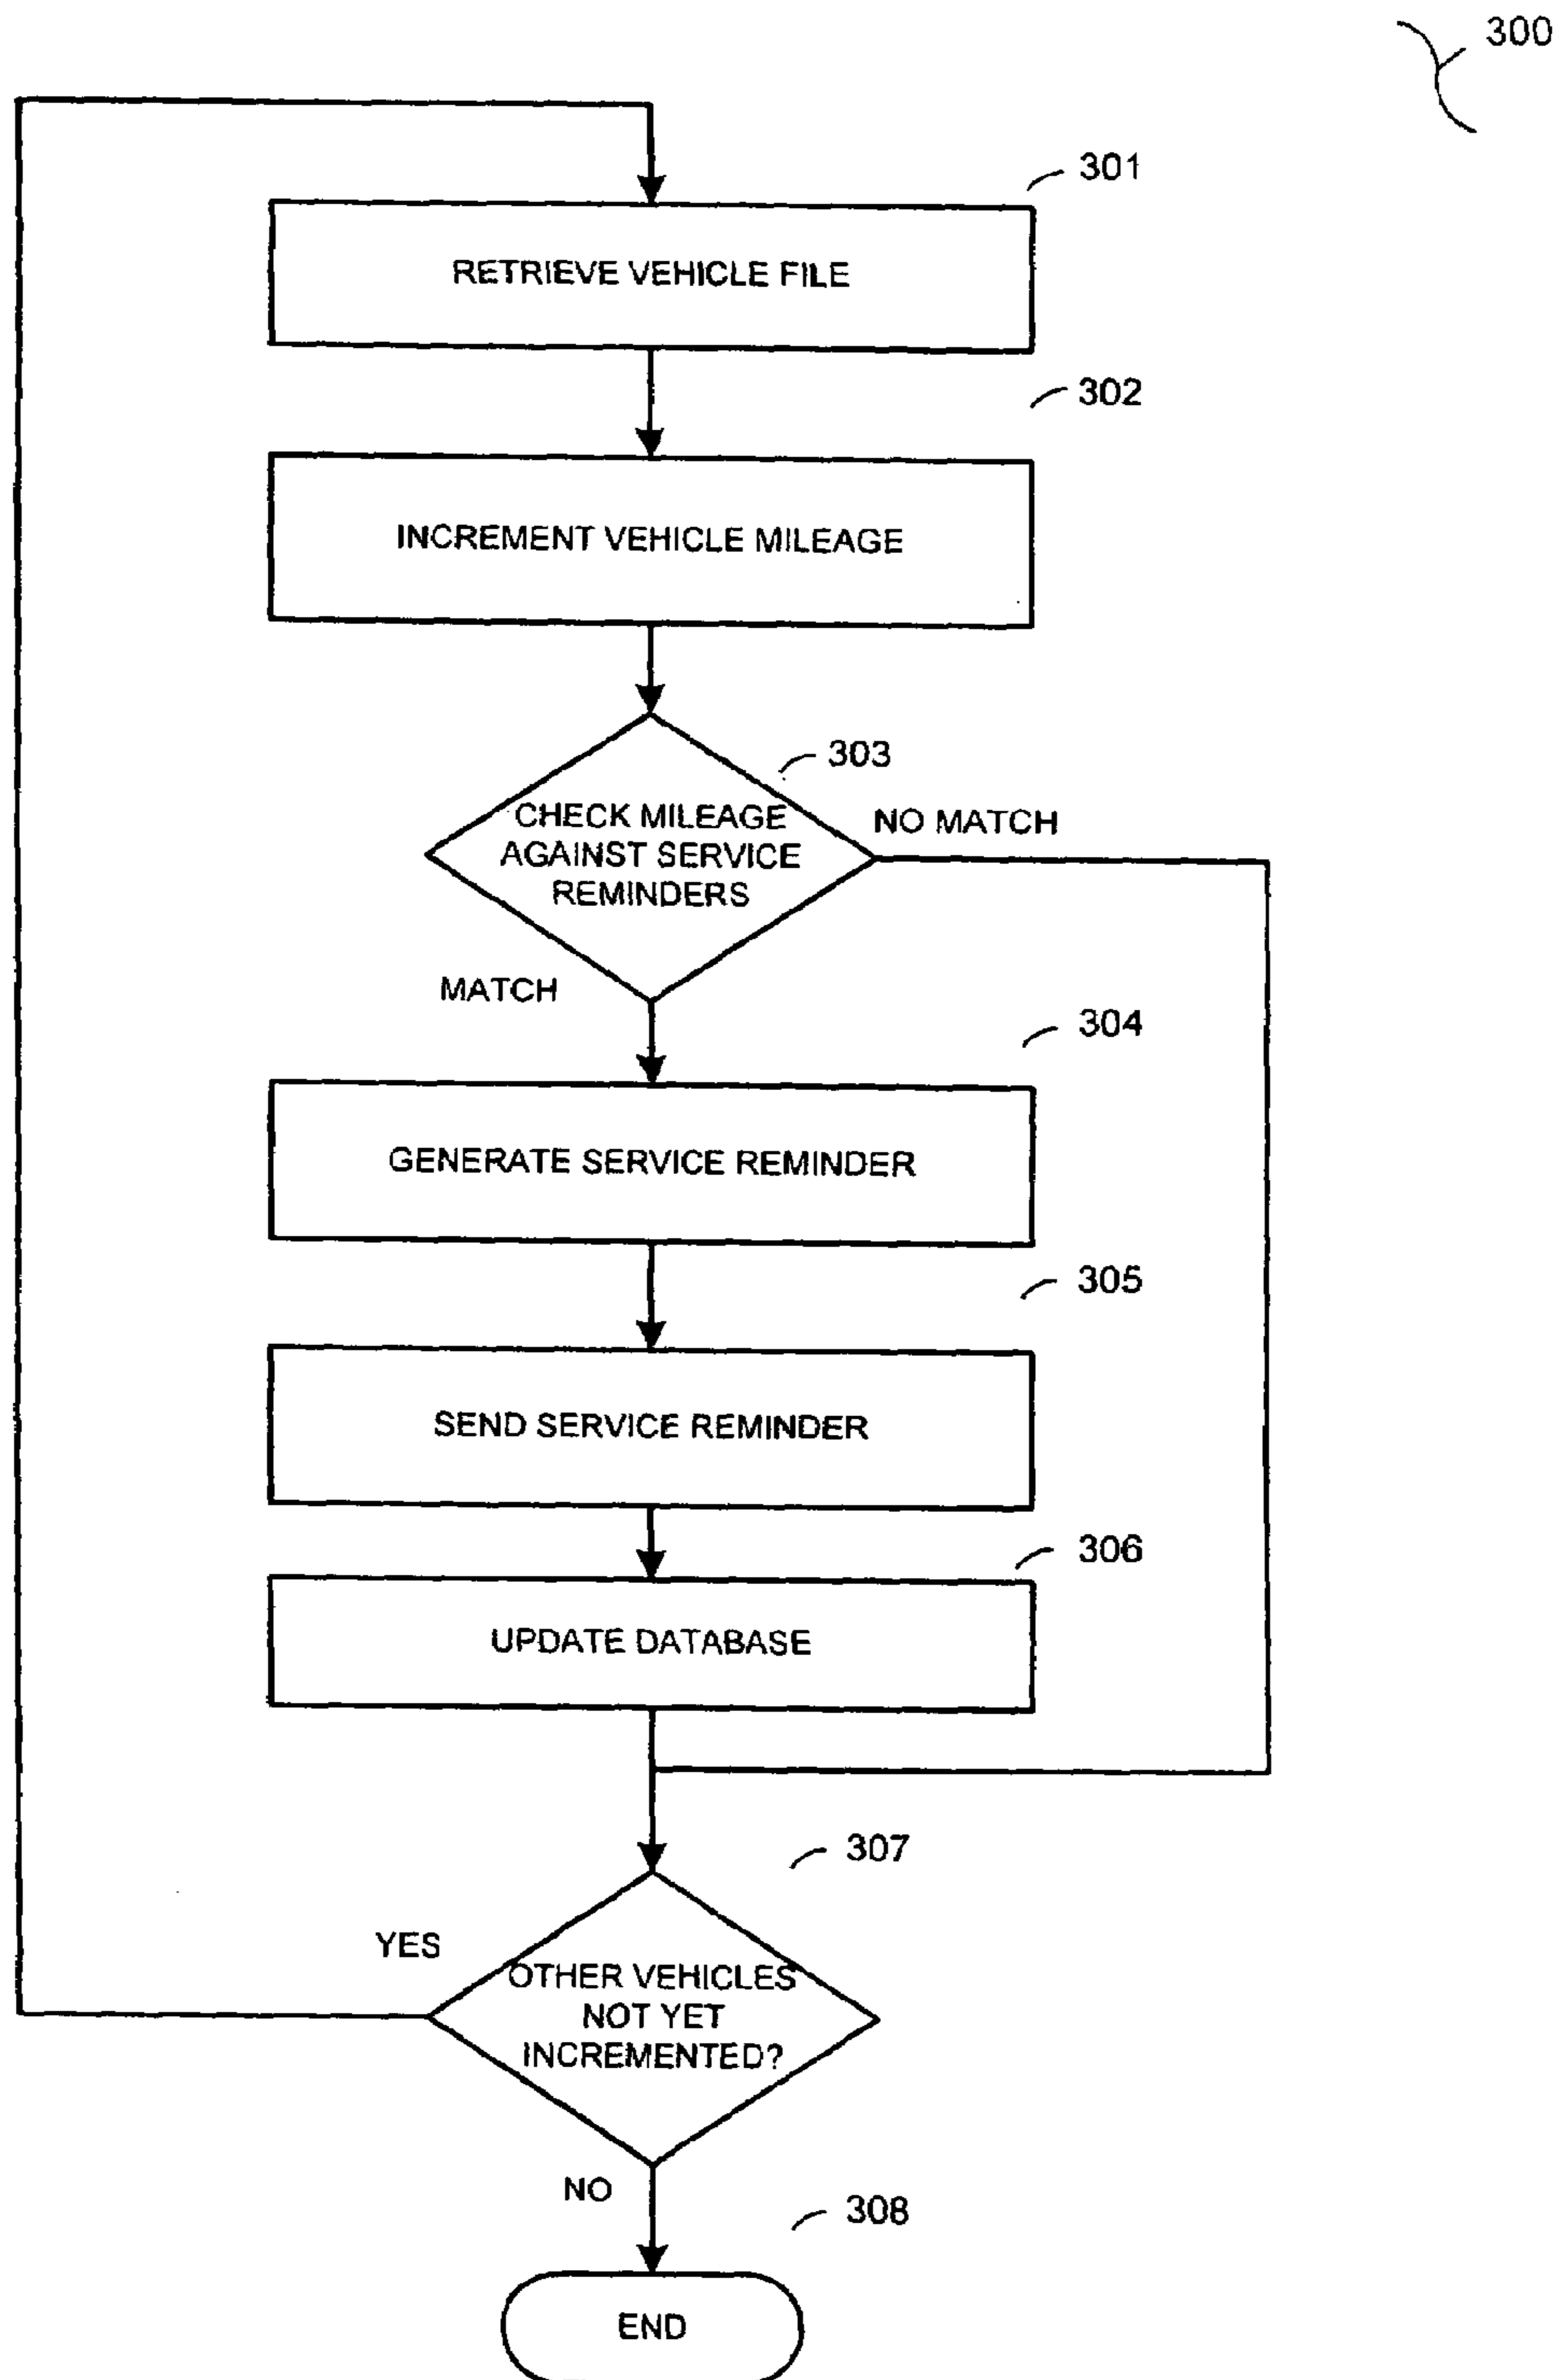 300
301
RETRIEVE VEHICLE FILE
302
INCREMENT VEHICLE MILEAGE
303
CHECK MILEAGE
AGAINST SERVICE
REMINDERS
NO MATCH
MATCH
304
GENERATE SERVICE REMINDER
305
SEND SERVICE REMINDER
306
UPDATE DATABASE
307
YES
OTHER VEHICLES
NOT YET
INCREMENTED?
NO
308
END